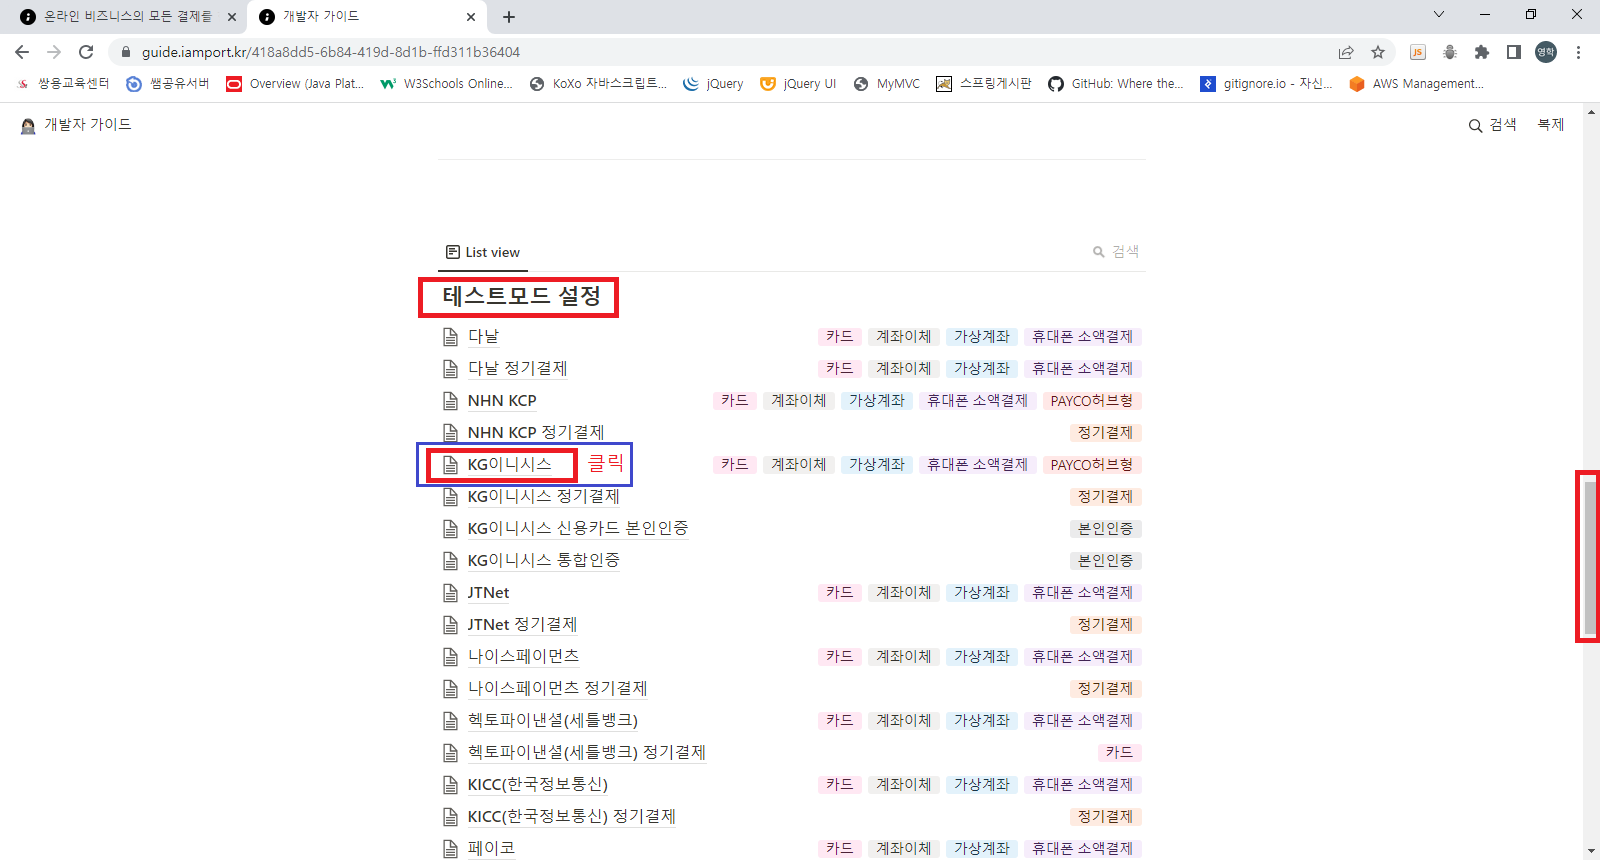 온라인 비즈니스의 모든 결제를
개발자 가이드
guide.iamport.kr/418a8dd5-6b84-419d-8d1b-ffd311b36404
영학
쌍용교육센터
쌤공유서버
Overview (Java Plat...
W3Schools Online...
KoXo 자바스크립트...
jQuery
jQuery UI
MyMVC
스프링게시판
GitHub: Where the...
gitignore.io - 자신...
AWS Management...
개발자 가이드
검색
복제
List view
검색
테스트모드 설정
다날 카드 계좌이체 가상계좌 휴대폰 소액결제
다날 정기결제 카드 계좌이체 가상계좌 휴대폰 소액결제
NHN KCP 카드 계좌이체 가상계좌 휴대폰 소액결제 PAYCO허브형
NHN KCP 정기결제 정기결제
KG이니시스 클릭 카드 계좌이체 가상계좌 휴대폰 소액결제 PAYCO허브형
KG이니시스 정기결제 정기결제
KG이니시스 신용카드 본인인증 본인인증
KG이니시스 통합인증 본인인증
JTNet 카드 계좌이체 가상계좌 휴대폰 소액결제
JTNet 정기결제 정기결제
나이스페이먼츠 카드 계좌이체 가상계좌 휴대폰 소액결제
나이스페이먼츠 정기결제 정기결제
헥토파이낸셜(세틀뱅크) 카드 계좌이체 가상계좌 휴대폰 소액결제
헥토파이낸셜(세틀뱅크) 정기결제 카드
KICC(한국정보통신) 카드 계좌이체 가상계좌 휴대폰 소액결제
KICC(한국정보통신) 정기결제 정기결제
페이코 카드 계좌이체 가상계좌 휴대폰 소액결제